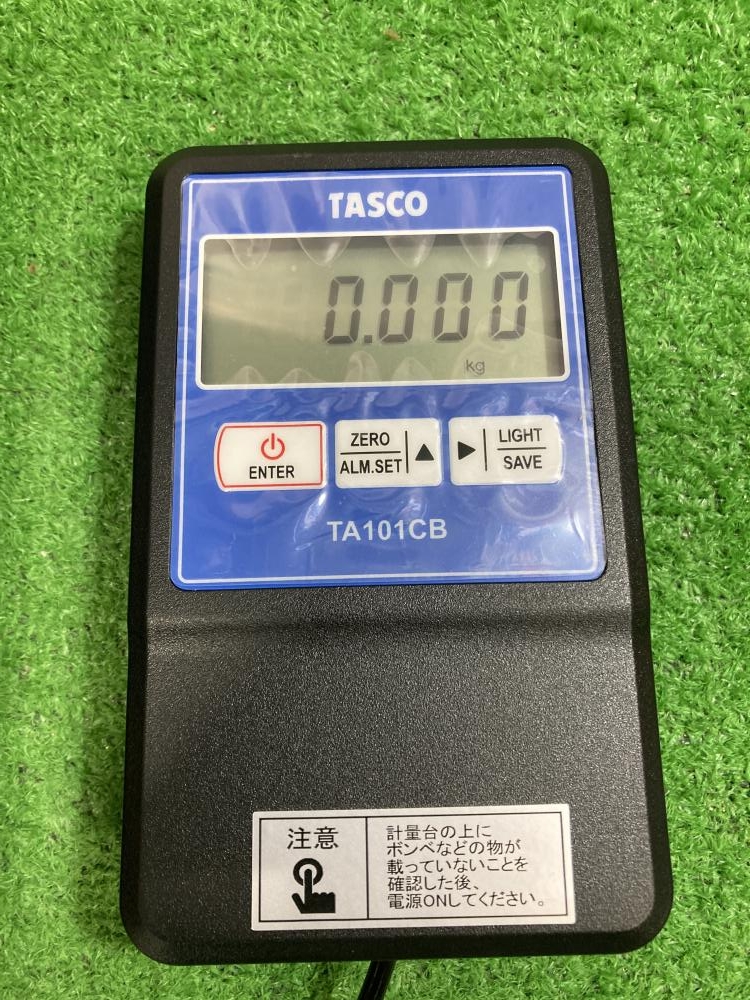 TASCO
0.000
kg
ENTER
ZERO
ALM.SET
LIGHT
SAVE
TA101CB
注意
計量台の上に
ボンベなどの物が
載っていないことを
確認した後、
電源ONしてください。